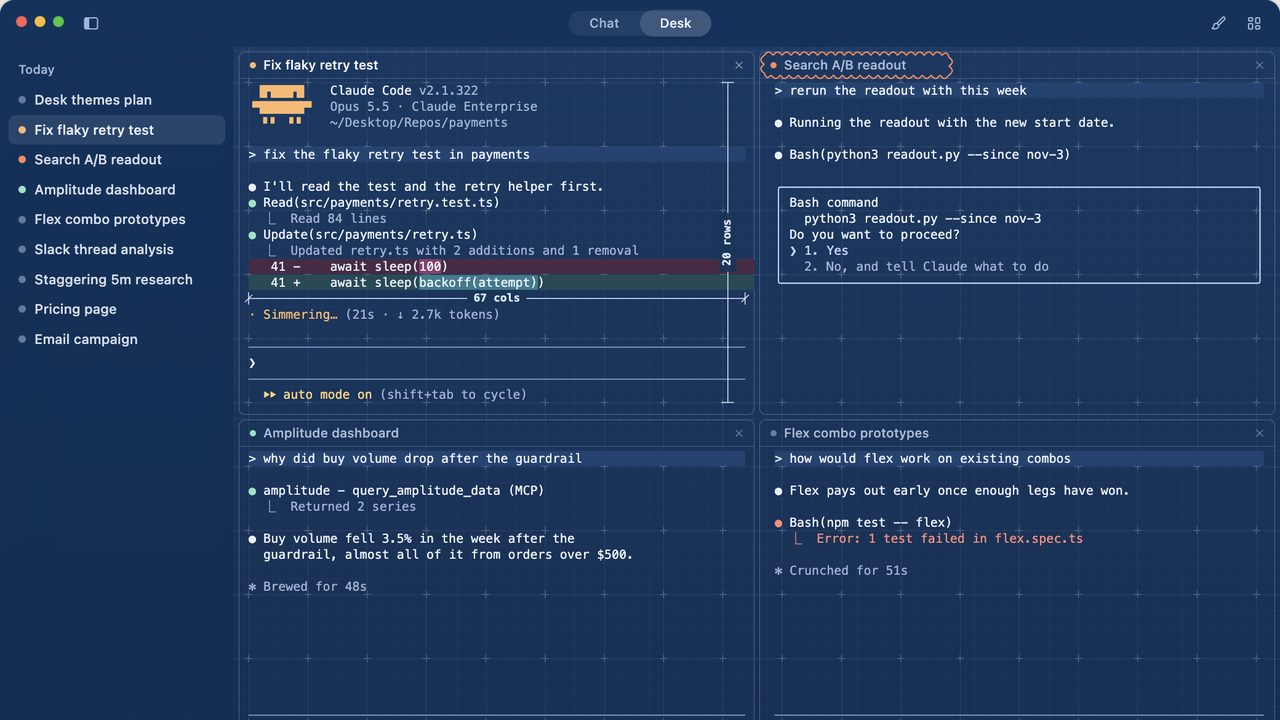 Chat
Desk
Today
Desk themes plan
Fix flaky retry test
Search A/B readout
Amplitude dashboard
Flex combo prototypes
Slack thread analysis
Staggering 5m research
Pricing page
Email campaign
Fix flaky retry test
Claude Code v2.1.322
Opus 5.5 · Claude Enterprise
~/Desktop/Repos/payments
> fix the flaky retry test in payments
● I'll read the test and the retry helper first.
● Read(src/payments/retry.test.ts)
⎿ Read 84 lines
● Update(src/payments/retry.ts)
⎿ Updated retry.ts with 2 additions and 1 removal
41 - await sleep(100)
41 + await sleep(backoff(attempt))
67 cols
20 rows
· Simmering… (21s · ↓ 2.7k tokens)
❯
⏵⏵ auto mode on (shift+tab to cycle)
Search A/B readout
> rerun the readout with this week
● Running the readout with the new start date.
● Bash(python3 readout.py --since nov-3)
Bash command
python3 readout.py --since nov-3
Do you want to proceed?
❯ 1. Yes
2. No, and tell Claude what to do
Amplitude dashboard
> why did buy volume drop after the guardrail
● amplitude - query_amplitude_data (MCP)
⎿ Returned 2 series
● Buy volume fell 3.5% in the week after the
guardrail, almost all of it from orders over $500.
✻ Brewed for 48s
Flex combo prototypes
> how would flex work on existing combos
● Flex pays out early once enough legs have won.
● Bash(npm test -- flex)
⎿ Error: 1 test failed in flex.spec.ts
✻ Crunched for 51s